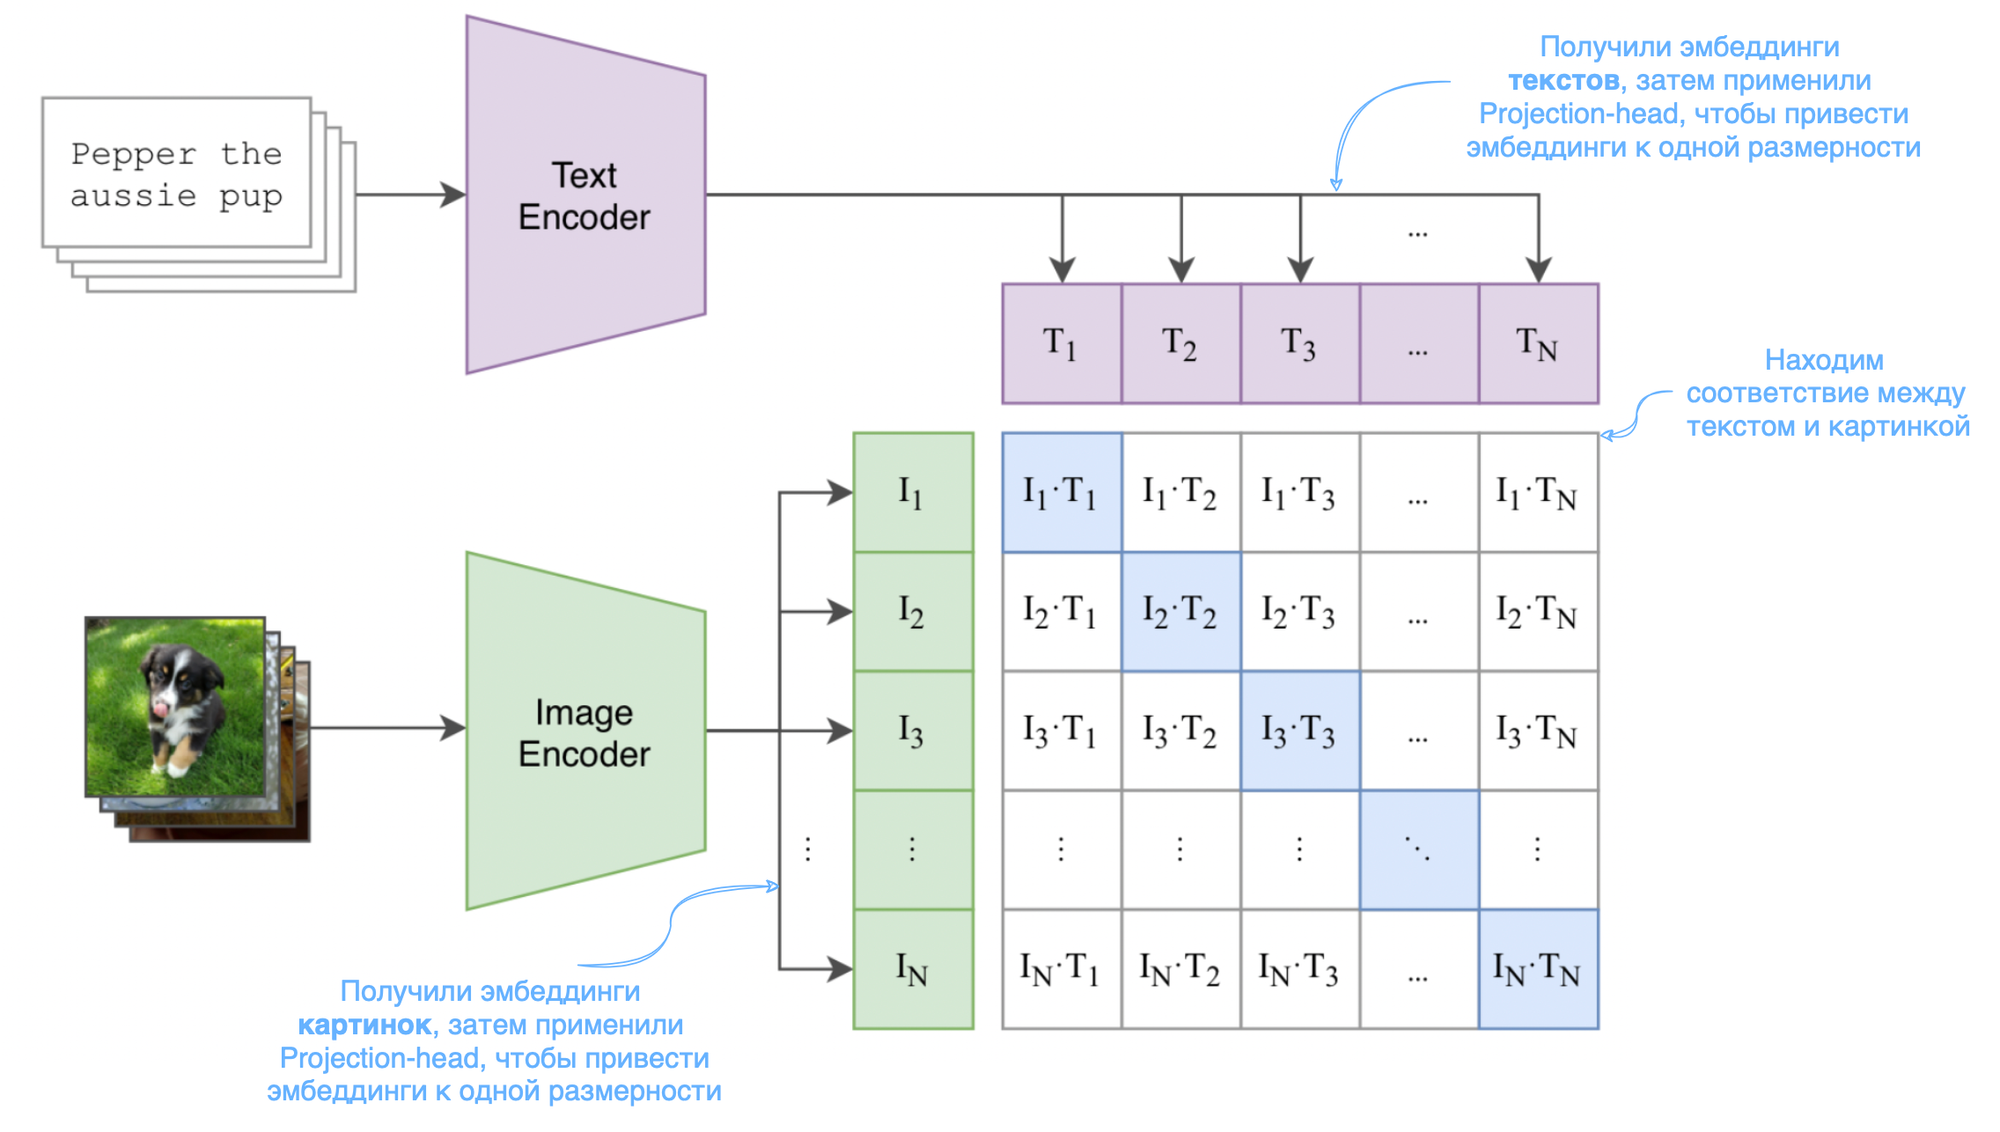 Получили эмбеддинги
текстов, затем применили
Projection-head, чтобы привести
эмбеддинги к одной размерности
Pepper the
aussie pup
Text
Encoder
...
T1 T2 T3 ... TN
Находим
соответствие между
текстом и картинкой
I1 I1·T1 I1·T2 I1·T3 ... I1·TN
I2 I2·T1 I2·T2 I2·T3 ... I2·TN
Image
Encoder
I3 I3·T1 I3·T2 I3·T3 ... I3·TN
⋮ ⋮ ⋮ ⋮ ⋮ ⋱ ⋮
IN IN·T1 IN·T2 IN·T3 ... IN·TN
Получили эмбеддинги
картинок, затем применили
Projection-head, чтобы привести
эмбеддинги к одной размерности